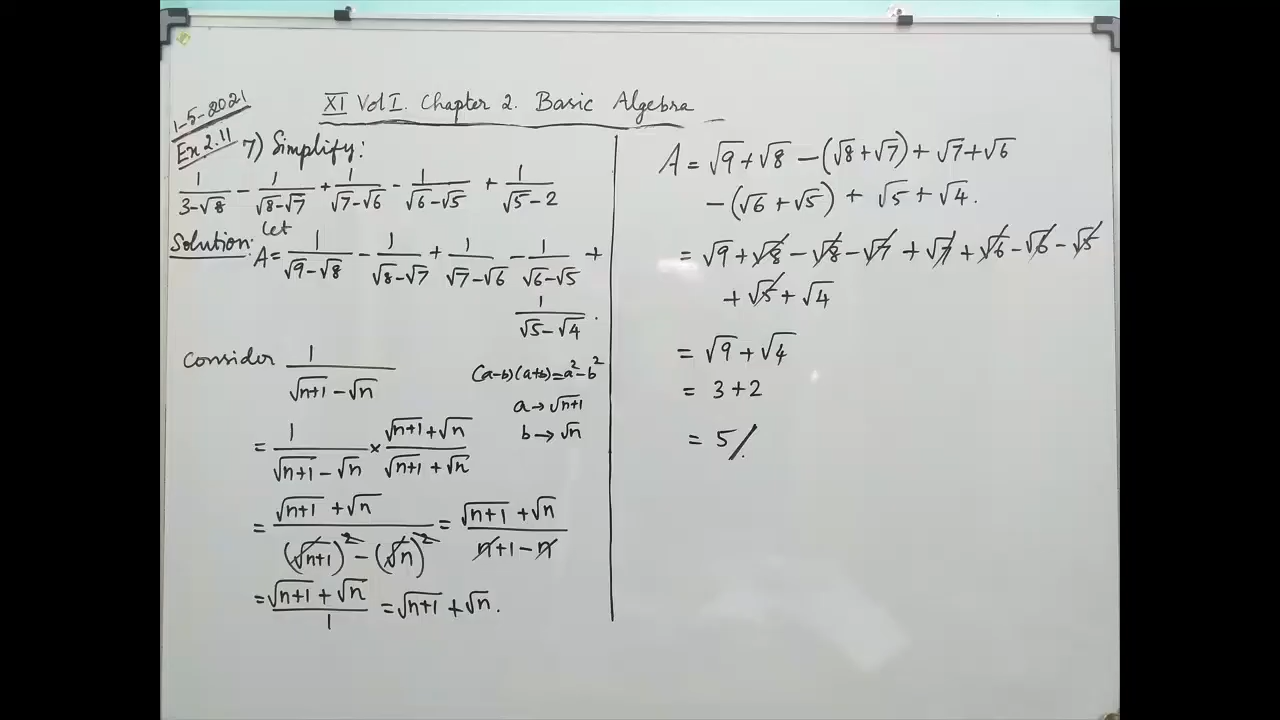 1-5-2021
XI Vol I. Chapter 2. Basic Algebra
Ex 2.11
7) Simplify:
1/(3-√8) - 1/(√8-√7) + 1/(√7-√6) - 1/(√6-√5) + 1/(√5-2)
Solution: Let
A = 1/(√9-√8) - 1/(√8-√7) + 1/(√7-√6) - 1/(√6-√5) +
1/(√5-√4).
Consider 1/(√(n+1) - √n)
(a-b)(a+b)=a²-b²
a→√(n+1)
b→√n
= 1/(√(n+1) - √n) × (√(n+1) + √n)/(√(n+1) + √n)
= (√(n+1) + √n)/((√(n+1))² - (√n)²) = (√(n+1) + √n)/(n+1-n)
= (√(n+1) + √n)/1 = √(n+1) + √n.
A = √9 + √8 - (√8 + √7) + √7 + √6
- (√6 + √5) + √5 + √4.
= √9 + √8 - √8 - √7 + √7 + √6 - √6 - √5
+ √5 + √4
= √9 + √4
= 3+2
= 5/.